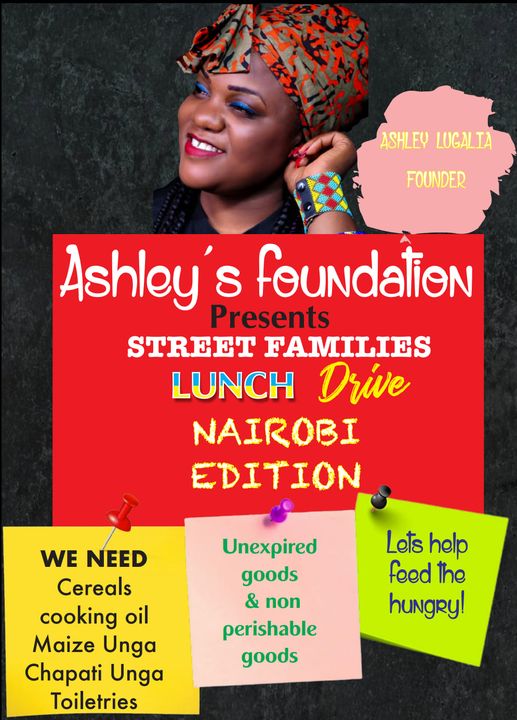 ASHLEY LUGALIA
FOUNDER
Ashley's foundation
Presents
STREET FAMILIES
LUNCH Drive
NAIROBI
EDITION
WE NEED
Cereals
cooking oil
Maize Unga
Chapati Unga
Toiletries
Unexpired
goods
& non
perishable
goods
Lets help
feed the
hungry!